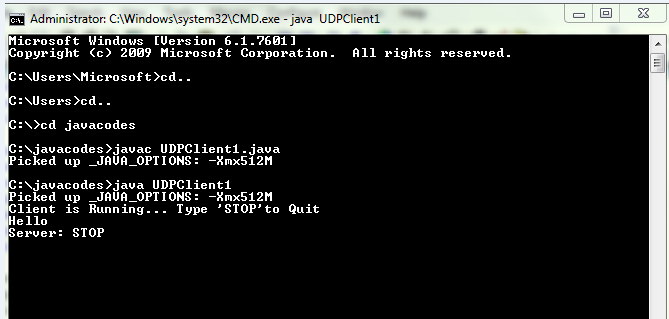 Administrator: C:\Windows\system32\CMD.exe - java  UDPClient1
Microsoft Windows [Version 6.1.7601]
Copyright (c) 2009 Microsoft Corporation.  All rights reserved.
C:\Users\Microsoft>cd..
C:\Users>cd..
C:\>cd javacodes
C:\javacodes>javac UDPClient1.java
Picked up _JAVA_OPTIONS: -Xmx512M
C:\javacodes>java UDPClient1
Picked up _JAVA_OPTIONS: -Xmx512M
Client is Running... Type 'STOP'to Quit
Hello
Server: STOP